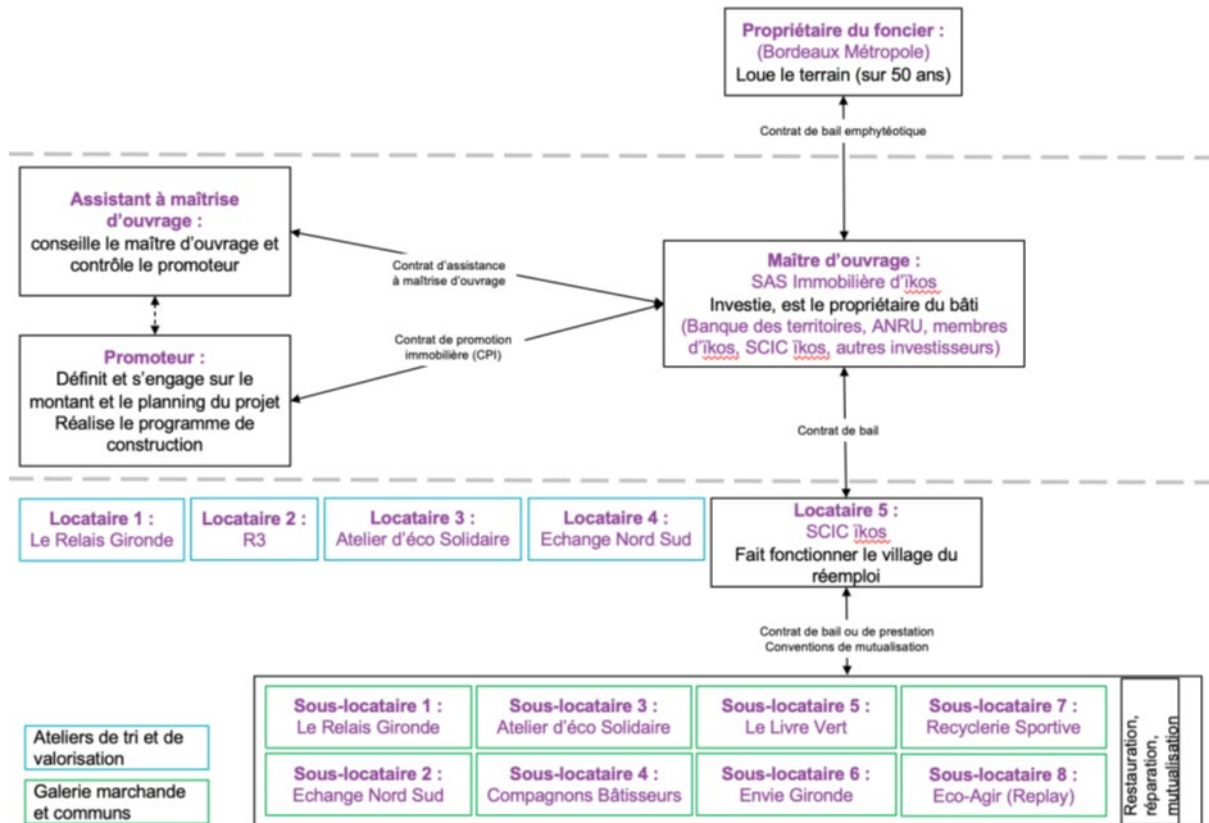 Propriétaire du foncier :
(Bordeaux Métropole)
Loue le terrain (sur 50 ans)
Contrat de bail emphytéotique
Assistant à maîtrise
d'ouvrage :
conseille le maître d'ouvrage et
contrôle le promoteur
Contrat d'assistance
à maîtrise d'ouvrage
Maître d'ouvrage :
SAS Immobilière d'ïkos
Investie, est le propriétaire du bâti
(Banque des territoires, ANRU, membres
d'ïkos, SCIC ïkos, autres investisseurs)
Promoteur :
Définit et s'engage sur le
montant et le planning du projet
Réalise le programme de
construction
Contrat de promotion
immobilière (CPI)
Contrat de bail
Locataire 1 :
Le Relais Gironde
Locataire 2 :
R3
Locataire 3 :
Atelier d'éco Solidaire
Locataire 4 :
Echange Nord Sud
Locataire 5 :
SCIC ïkos
Fait fonctionner le village du
réemploi
Contrat de bail ou de prestation
Conventions de mutualisation
Sous-locataire 1 :
Le Relais Gironde
Sous-locataire 3 :
Atelier d'éco Solidaire
Sous-locataire 5 :
Le Livre Vert
Sous-locataire 7 :
Recyclerie Sportive
Sous-locataire 2 :
Echange Nord Sud
Sous-locataire 4 :
Compagnons Bâtisseurs
Sous-locataire 6 :
Envie Gironde
Sous-locataire 8 :
Eco-Agir (Replay)
Restauration,
réparation,
mutualisation
Ateliers de tri et de
valorisation
Galerie marchande
et communs